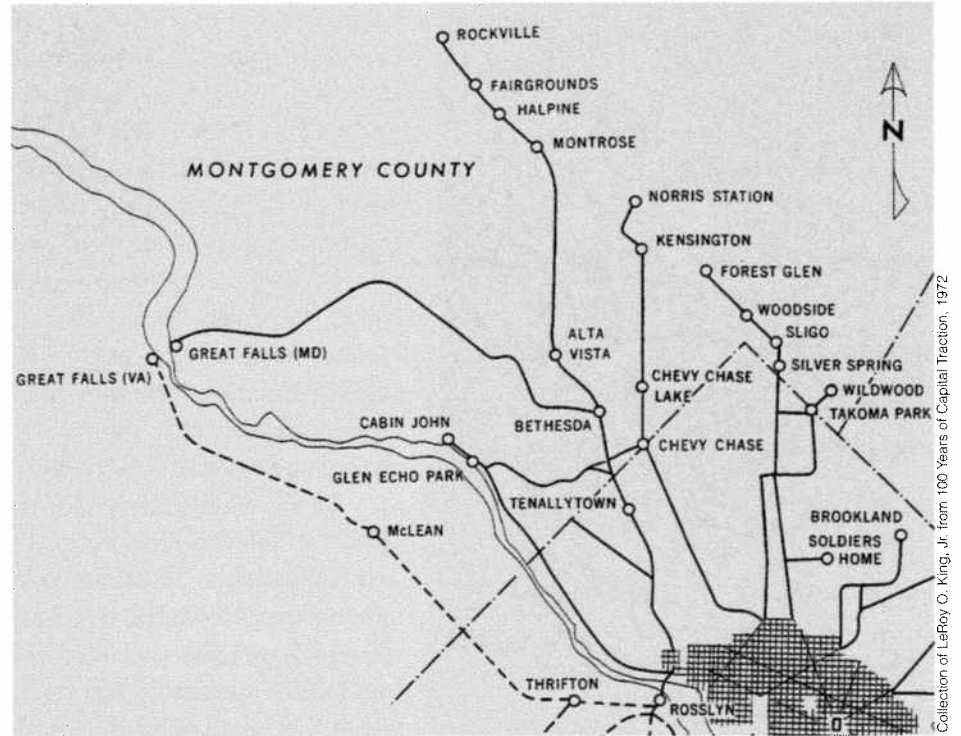 ROCKVILLE
FAIRGROUNDS
HALPINE
MONTROSE
N
MONTGOMERY COUNTY
NORRIS STATION
KENSINGTON
FOREST GLEN
WOODSIDE
SLIGO
ALTA
VISTA
GREAT FALLS (MD)
GREAT FALLS (VA)
SILVER SPRING
CHEVY CHASE
LAKE
WILDWOOD
TAKOMA PARK
CABIN JOHN
BETHESDA
CHEVY CHASE
GLEN ECHO PARK
TENALLYTOWN
McLEAN
BROOKLAND
SOLDIERS
HOME
THRIFTON
ROSSLYN
Collection of LeRoy O. King, Jr. from 100 Years of Capital Traction, 1972